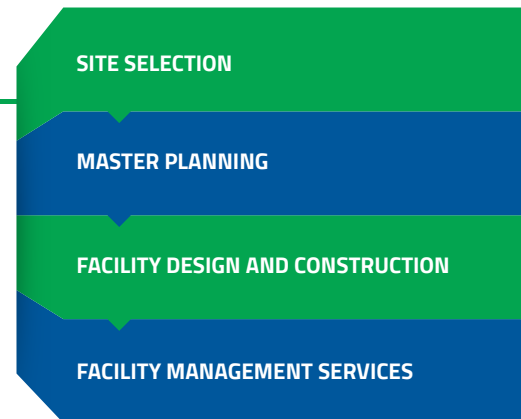 SITE SELECTION
MASTER PLANNING
FACILITY DESIGN AND CONSTRUCTION
FACILITY MANAGEMENT SERVICES